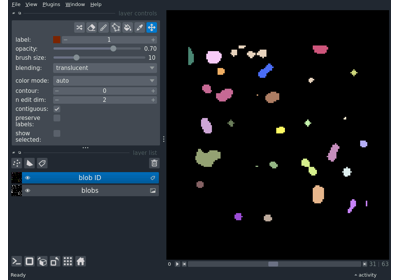 File View Plugins Window Help
layer controls
label: 1
opacity: 0.70
brush size: 10
blending: translucent
color mode: auto
contour: 0
n edit dim: 2
contiguous:
preserve
labels:
show
selected:
layer list
blob ID
blobs
31 63
Ready
activity